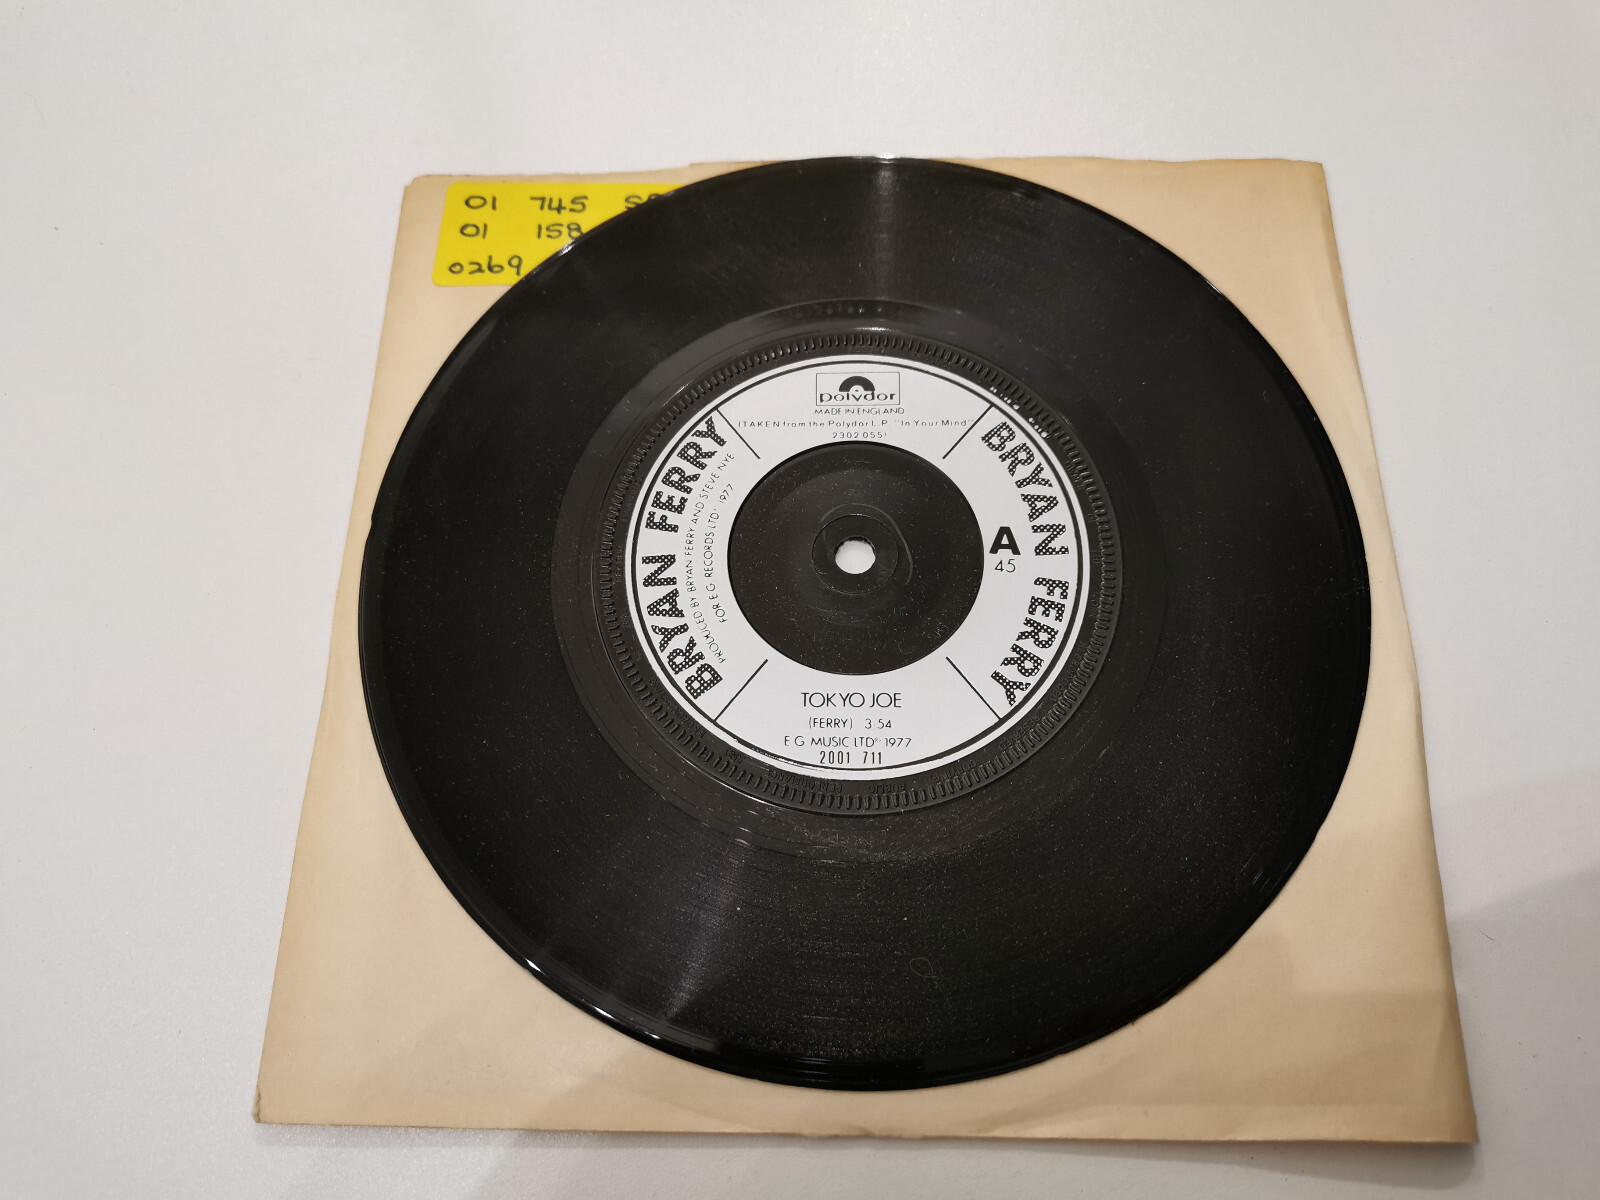 01 745
01 158
0269
polydor
MADE IN ENGLAND
(TAKEN from the Polydor L.P. "In Your Mind"
2302 055)
BRYAN FERRY
PRODUCED BY BRYAN FERRY AND STEVE NYE
FOR E G RECORDS LTD 1977
BRYAN FERRY
A
45
TOKYO JOE
(FERRY) 3 54
E G MUSIC LTD 1977
2001 711